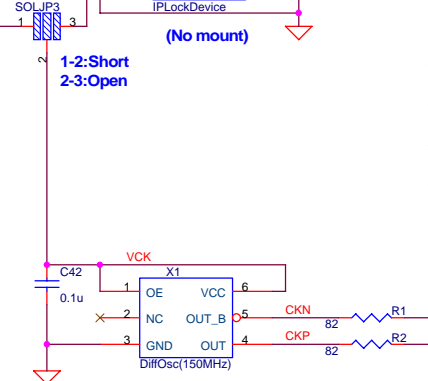 SOLJP3
IPLockDevice
1
3
(No mount)
2
1-2:Short
2-3:Open
VCK
C42
X1
0.1u
1
OE
VCC
6
2
NC
OUT_B
5
CKN
82
R1
3
GND
OUT
4
CKP
82
R2
DiffOsc(150MHz)